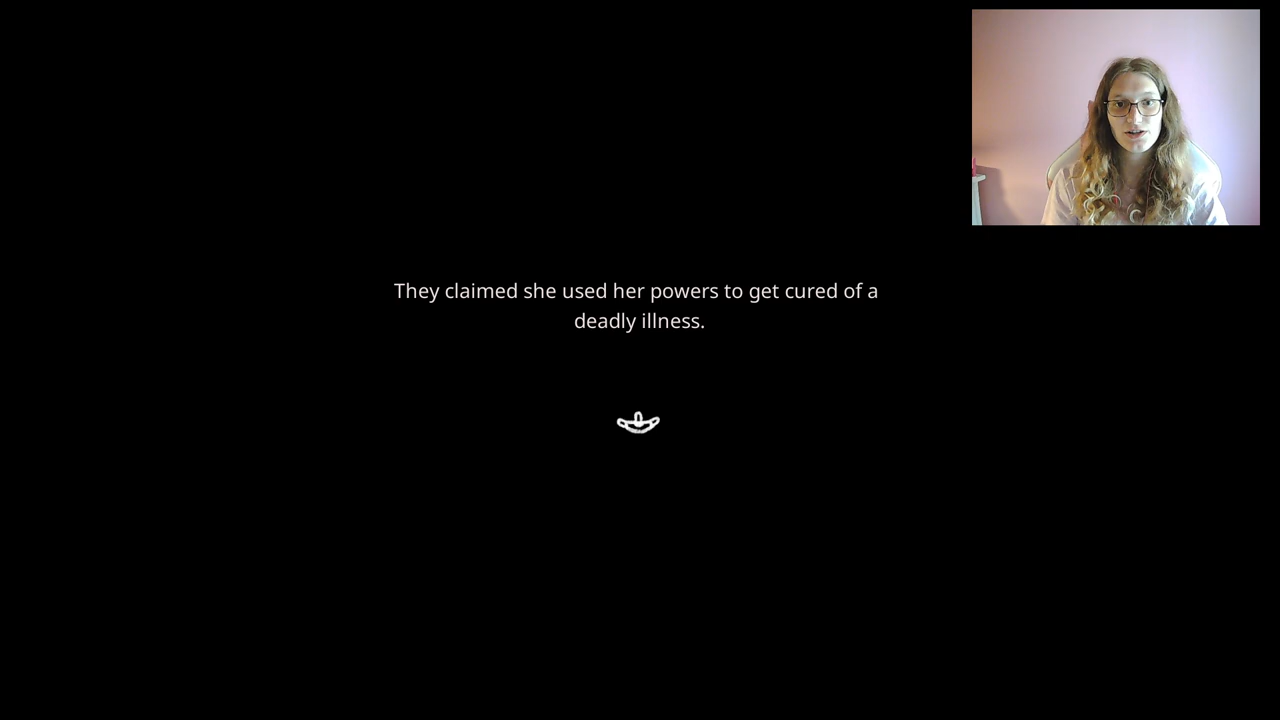 They claimed she used her powers to get cured of a
deadly illness.